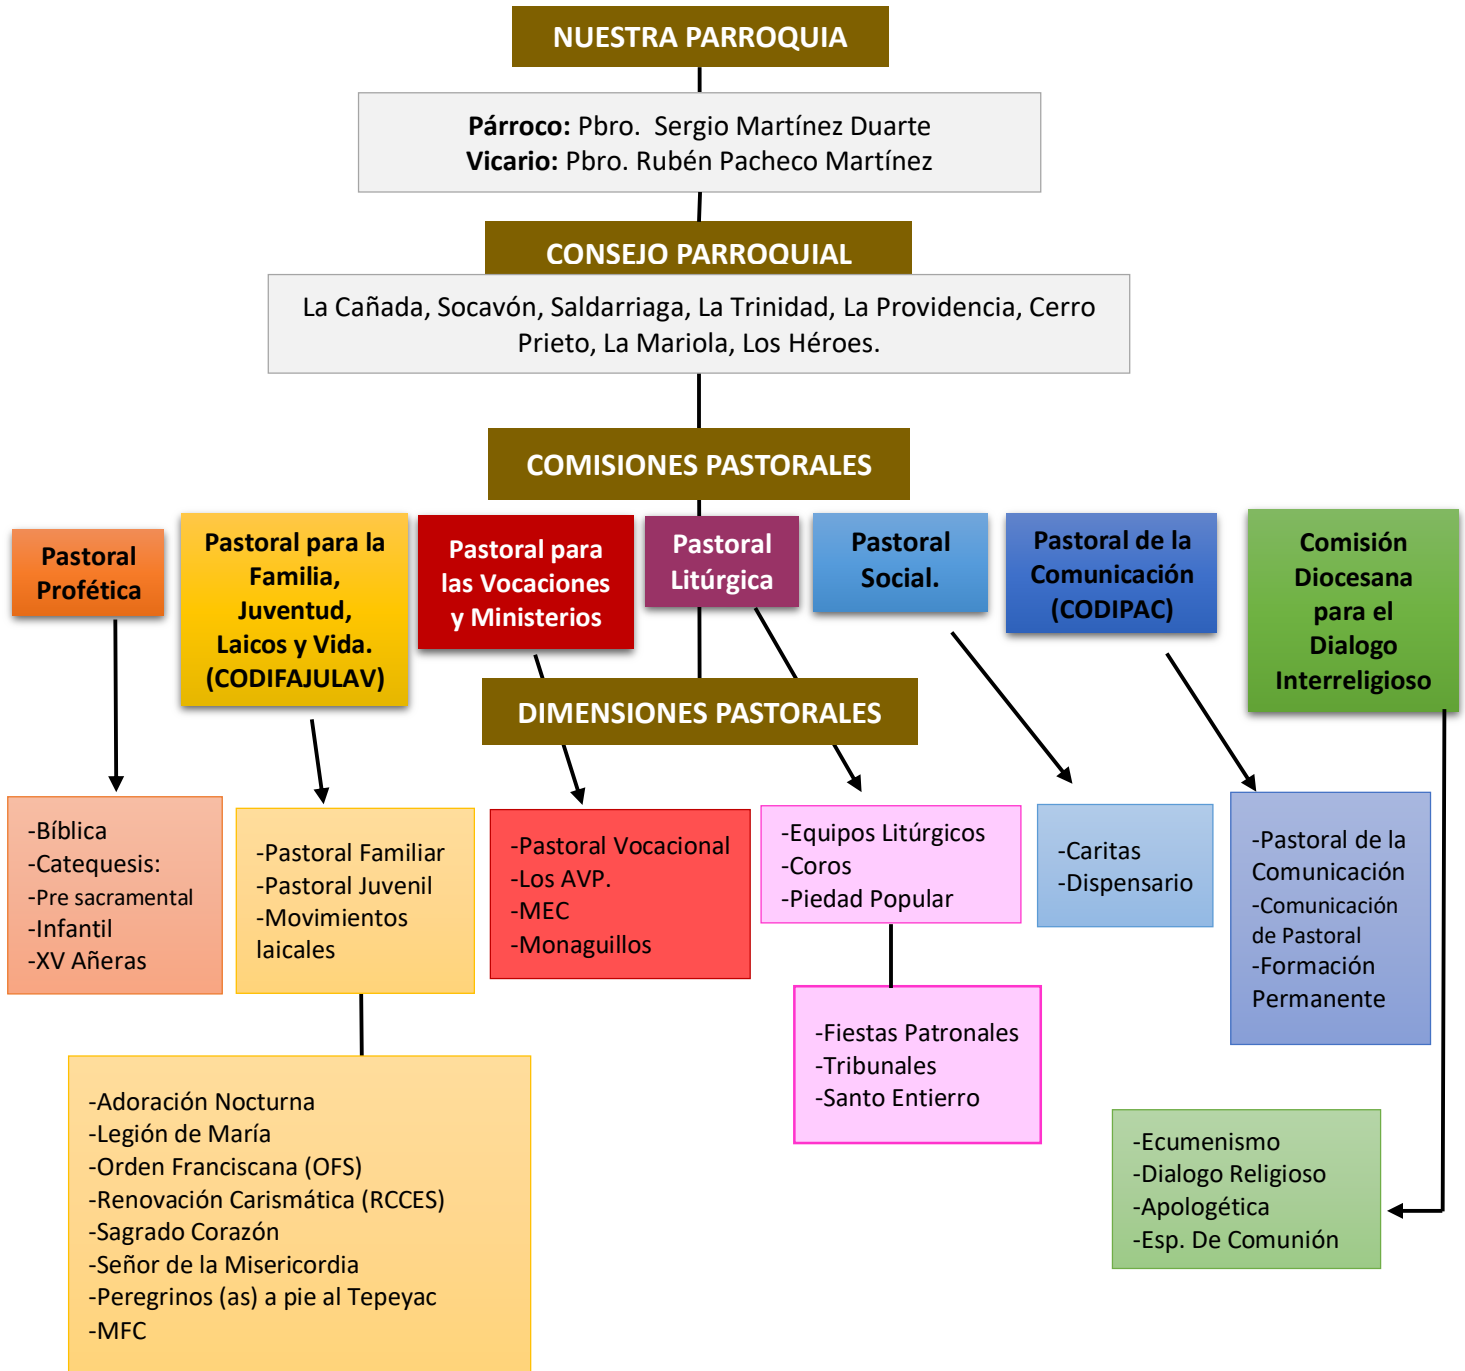 NUESTRA PARROQUIA
Párroco: Pbro. Sergio Martínez Duarte
Vicario: Pbro. Rubén Pacheco Martínez
CONSEJO PARROQUIAL
La Cañada, Socavón, Saldarriaga, La Trinidad, La Providencia, Cerro
Prieto, La Mariola, Los Héroes.
COMISIONES PASTORALES
Pastoral
Profética
Pastoral para la
Familia,
Juventud,
Laicos y Vida.
(CODIFAJULAV)
Pastoral para
las Vocaciones
y Ministerios
Pastoral
Litúrgica
Pastoral
Social.
Pastoral de la
Comunicación
(CODIPAC)
Comisión
Diocesana
para el
Dialogo
Interreligioso
DIMENSIONES PASTORALES
-Bíblica
-Catequesis:
-Pre sacramental
-Infantil
-XV Añeras
-Pastoral Familiar
-Pastoral Juvenil
-Movimientos
laicales
-Pastoral Vocacional
-Los AVP.
-MEC
-Monaguillos
-Equipos Litúrgicos
-Coros
-Piedad Popular
-Caritas
-Dispensario
-Pastoral de la
Comunicación
-Comunicación
de Pastoral
-Formación
Permanente
-Fiestas Patronales
-Tribunales
-Santo Entierro
-Adoración Nocturna
-Legión de María
-Orden Franciscana (OFS)
-Renovación Carismática (RCCES)
-Sagrado Corazón
-Señor de la Misericordia
-Peregrinos (as) a pie al Tepeyac
-MFC
-Ecumenismo
-Dialogo Religioso
-Apologética
-Esp. De Comunión